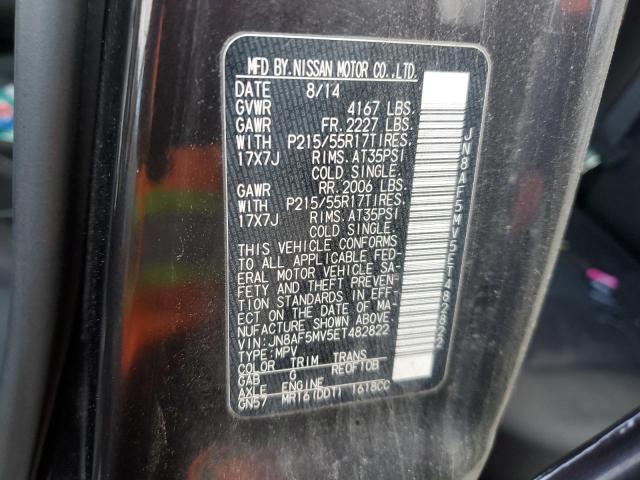 MFD BY.NISSAN MOTOR CO.,LTD.
DATE 8/14
GVWR 4167 LBS.
GAWR FR.2227 LBS.
WITH P215/55R17TIRES,
17X7J RIMS.AT35PSI
COLD SINGLE.
GAWR RR.2006 LBS.
WITH P215/55R17TIRES,
17X7J RIMS.AT35PSI
COLD SINGLE.
THIS VEHICLE CONFORMS
TO ALL APPLICABLE FED-
ERAL MOTOR VEHICLE SA-
FETY AND THEFT PREVEN-
TION STANDARDS IN EFF-
ECT ON THE DATE OF MA-
NUFACTURE SHOWN ABOVE.
VIN:JN8AF5MV5ET482822
TYPE:MPV
COLOR TRIM TRANS
GAB G RE0F10B
AXLE ENGINE
GN57 MR16(DDT) 1618CC
JN8AF5MV5ET482822